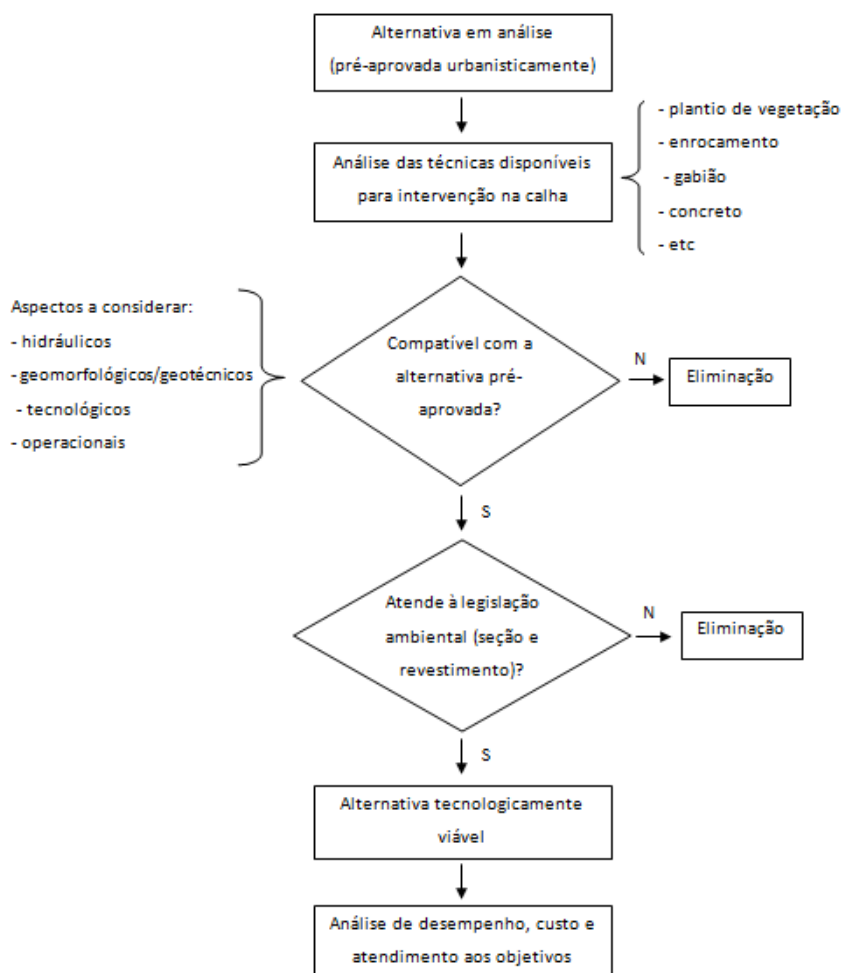 Alternativa em análise
(pré-aprovada urbanisticamente)
Análise das técnicas disponíveis
para intervenção na calha
- plantio de vegetação
- enrocamento
- gabião
- concreto
- etc
Aspectos a considerar:
- hidráulicos
- geomorfológicos/geotécnicos
- tecnológicos
- operacionais
Compatível com a
alternativa pré-
aprovada?
N
Eliminação
S
Atende à legislação
ambiental (seção e
revestimento)?
N
Eliminação
S
Alternativa tecnologicamente
viável
Análise de desempenho, custo e
atendimento aos objetivos